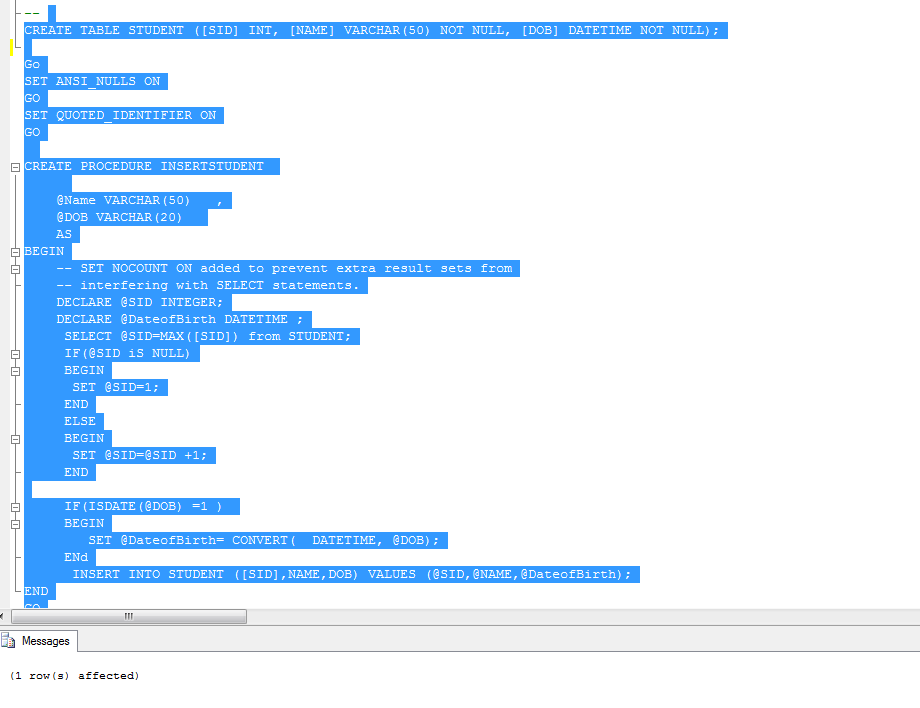 ---
CREATE TABLE STUDENT ([SID] INT, [NAME] VARCHAR(50) NOT NULL, [DOB] DATETIME NOT NULL);
Go
SET ANSI_NULLS ON
GO
SET QUOTED_IDENTIFIER ON
GO
CREATE PROCEDURE INSERTSTUDENT
@Name VARCHAR(50) ,
@DOB VARCHAR(20)
AS
BEGIN
-- SET NOCOUNT ON added to prevent extra result sets from
-- interfering with SELECT statements.
DECLARE @SID INTEGER;
DECLARE @DateofBirth DATETIME ;
SELECT @SID=MAX([SID]) from STUDENT;
IF(@SID iS NULL)
BEGIN
SET @SID=1;
END
ELSE
BEGIN
SET @SID=@SID +1;
END
IF(ISDATE(@DOB) =1 )
BEGIN
SET @DateofBirth= CONVERT( DATETIME, @DOB);
ENd
INSERT INTO STUDENT ([SID],NAME,DOB) VALUES (@SID,@NAME,@DateofBirth);
END
GO
Messages
(1 row(s) affected)